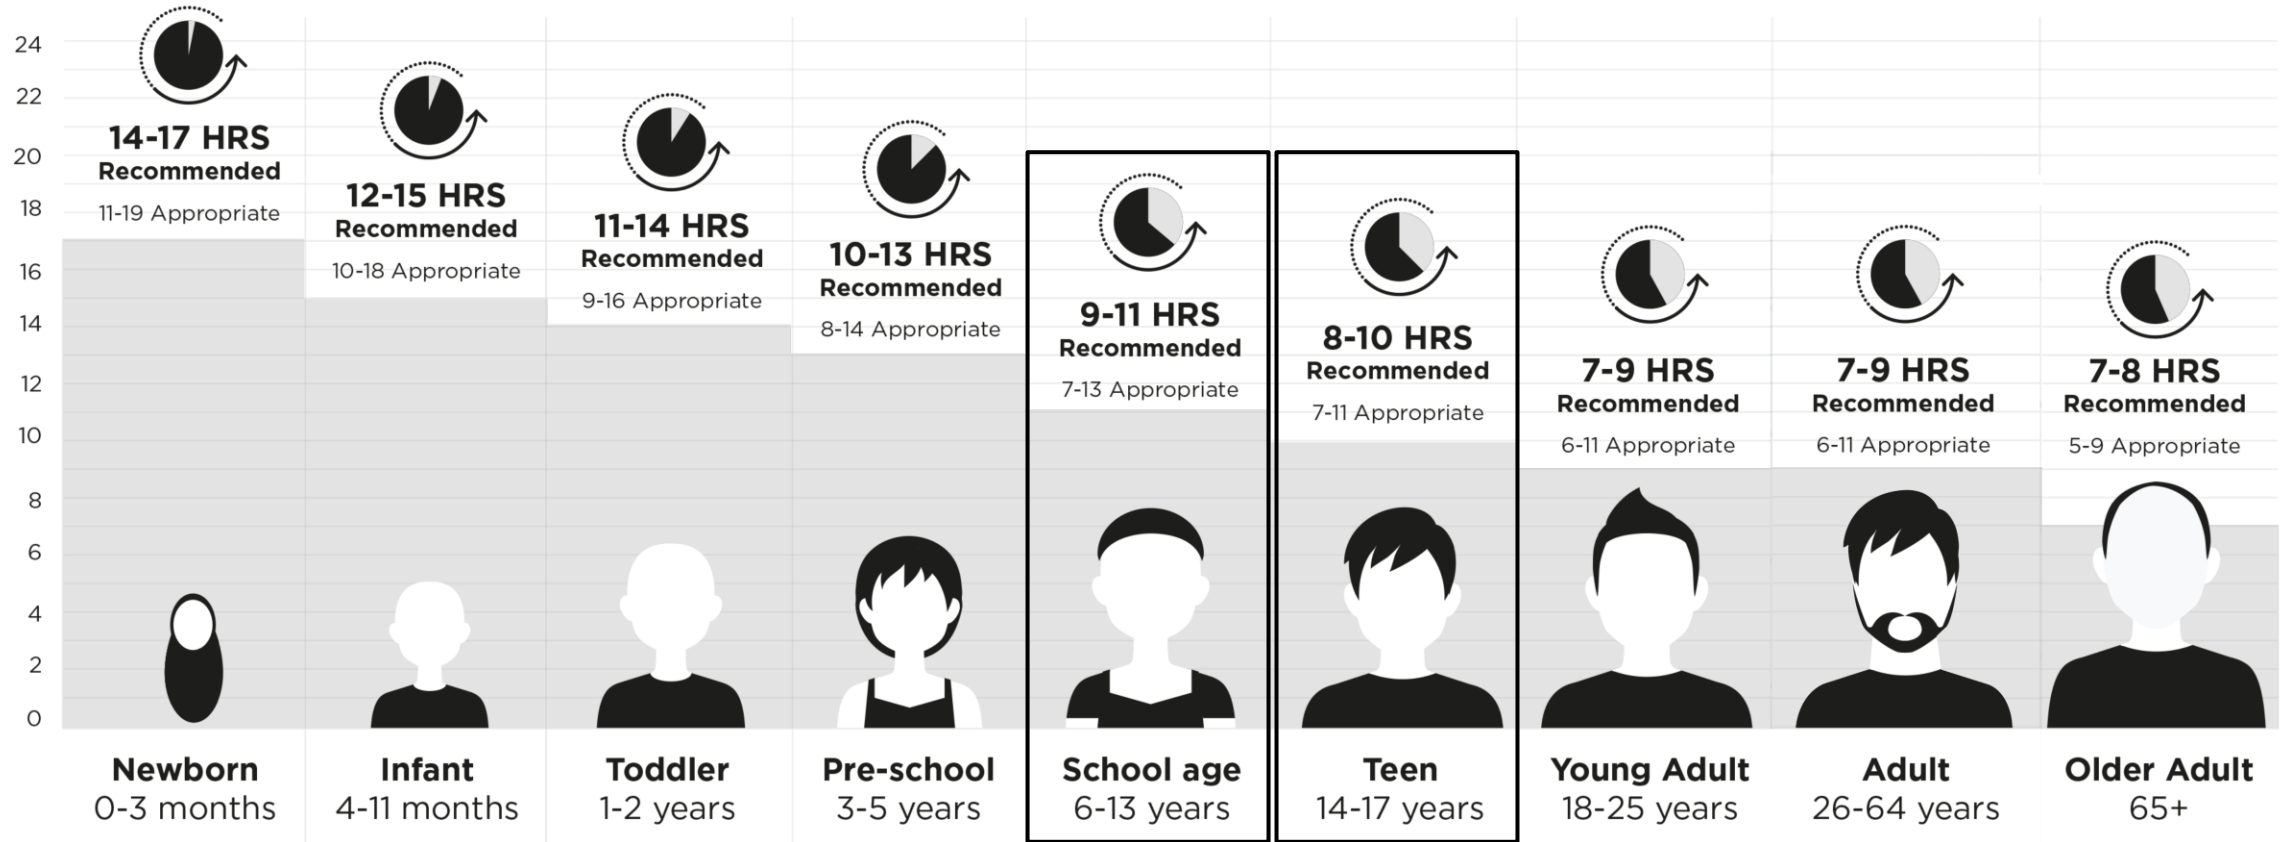 24
22
20
18
16
14
12
10
8
6
4
2
0
14-17 HRS
Recommended
11-19 Appropriate
12-15 HRS
Recommended
10-18 Appropriate
11-14 HRS
Recommended
9-16 Appropriate
10-13 HRS
Recommended
8-14 Appropriate
9-11 HRS
Recommended
7-13 Appropriate
8-10 HRS
Recommended
7-11 Appropriate
7-9 HRS
Recommended
6-11 Appropriate
7-9 HRS
Recommended
6-11 Appropriate
7-8 HRS
Recommended
5-9 Appropriate
Newborn
0-3 months
Infant
4-11 months
Toddler
1-2 years
Pre-school
3-5 years
School age
6-13 years
Teen
14-17 years
Young Adult
18-25 years
Adult
26-64 years
Older Adult
65+